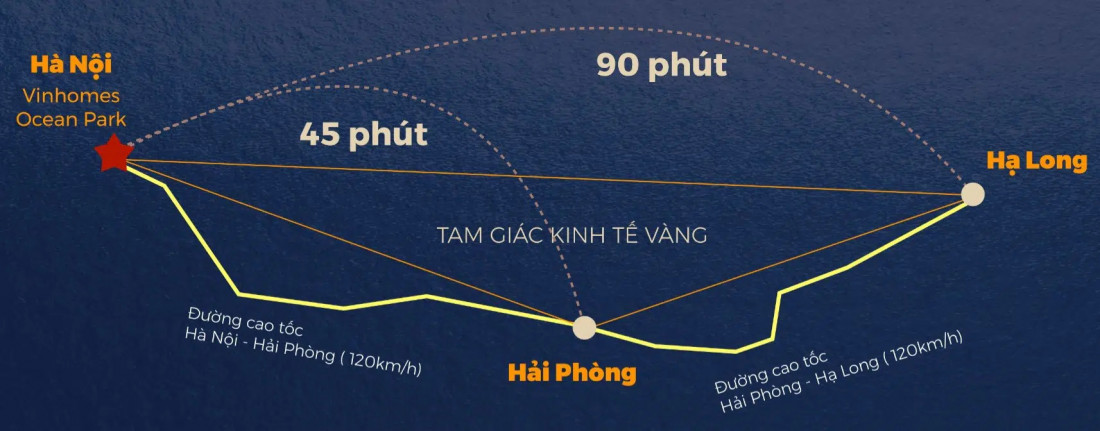 Hà Nội
Vinhomes
Ocean Park
90 phút
45 phút
Hạ Long
TAM GIÁC KINH TẾ VÀNG
Đường cao tốc
Hà Nội - Hải Phòng ( 120km/h)
Hải Phòng
Đường cao tốc
Hải Phòng - Hạ Long ( 120km/h)